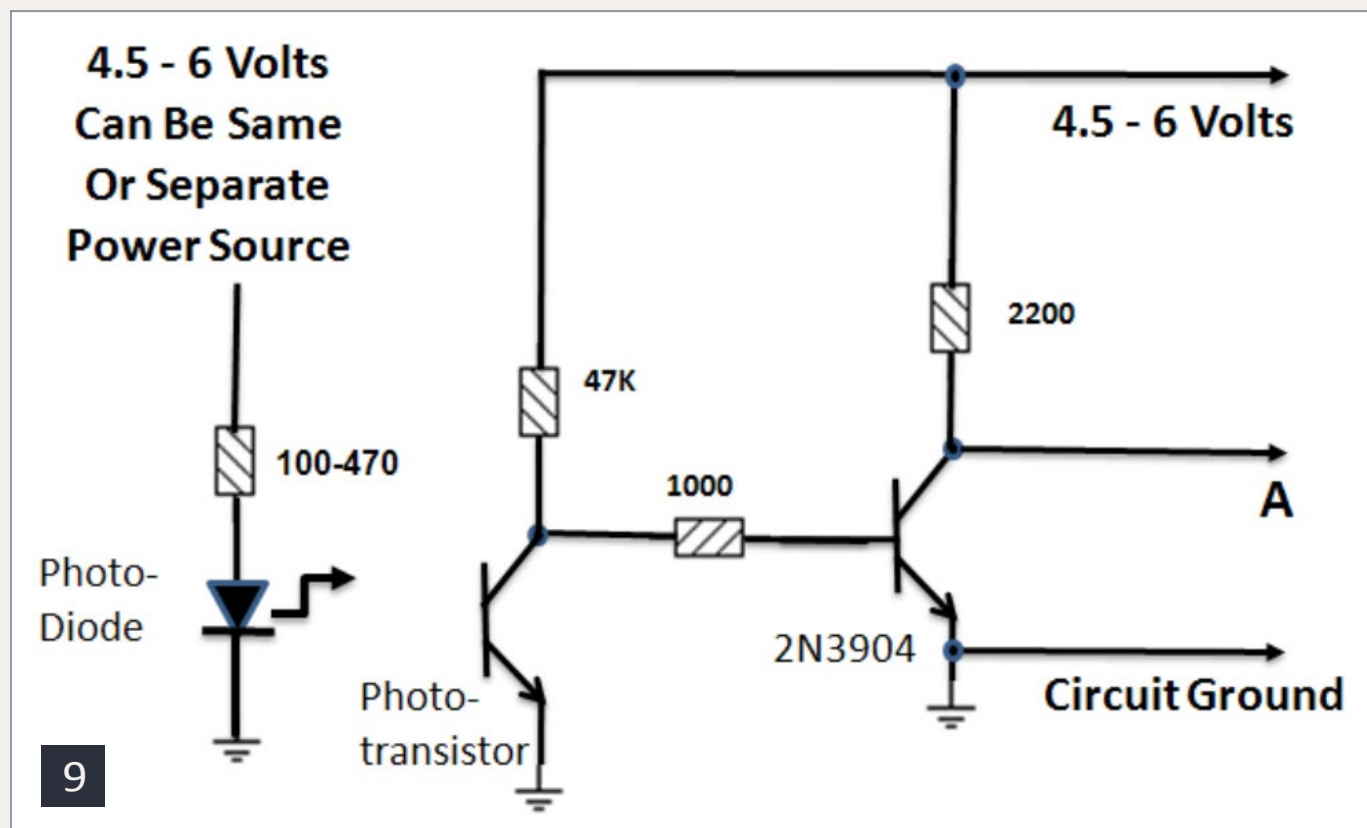 4.5 - 6 Volts
Can Be Same
Or Separate
Power Source
4.5 - 6 Volts
2200
47K
100-470
1000
A
Photo-
Diode
2N3904
Photo-
transistor
Circuit Ground
9